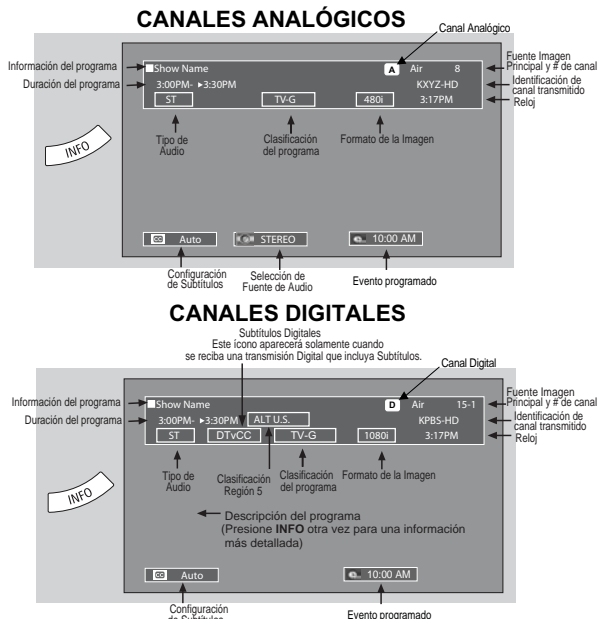 CANALES ANALÓGICOS
Canal Analógico
Información del programa
Show Name
A
Air 8
Fuente Imagen
Principal y # de canal
Duración del programa
3:00PM- ►3:30PM
KXYZ-HD
Identificación de
canal transmitido
ST
TV-G
480i
3:17PM
Reloj
INFO
Tipo de
Audio
Clasificación
del programa
Formato de la Imagen
CC Auto
STEREO
10:00 AM
Configuración
de Subtítulos
Selección de
Fuente de Audio
Evento programado
CANALES DIGITALES
Subtítulos Digitales
Este ícono aparecerá solamente cuando
se reciba una transmisión Digital que incluya Subtítulos.
Canal Digital
Información del programa
Show Name
D
Air 15-1
Fuente Imagen
Principal y # de canal
Duración del programa
3:00PM- ►3:30PM
ALT U.S.
KPBS-HD
Identificación de
canal transmitido
ST
DTvCC
TV-G
1080i
3:17PM
Reloj
INFO
Tipo de
Audio
Clasificación
Región 5
Clasificación
del programa
Formato de la Imagen
Descripción del programa
(Presione INFO otra vez para una información
más detallada)
CC Auto
10:00 AM
Configuración
de Subtítulos
Evento programado